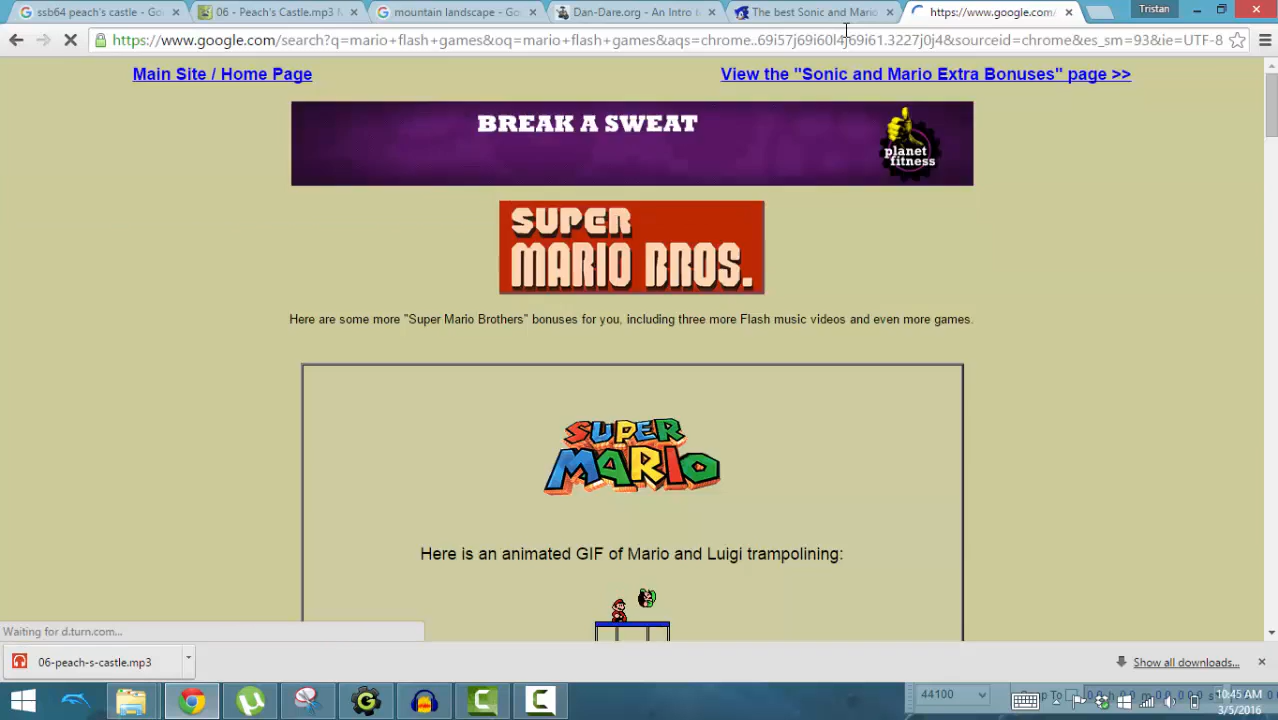 ssb64 peach's castle - Go
06 - Peach's Castle.mp3 M
mountain landscape - Go
Dan-Dare.org - An Intro t
The best Sonic and Mario
https://www.google.com/
Tristan
https://www.google.com/search?q=mario+flash+games&oq=mario+flash+games&aqs=chrome..69i57j69i60l4j69i61.3227j0j4&sourceid=chrome&es_sm=93&ie=UTF-8
Main Site / Home Page
View the "Sonic and Mario Extra Bonuses" page >>
BREAK A SWEAT
planet
fitness
SUPER
MARIO BROS.
Here are some more "Super Mario Brothers" bonuses for you, including three more Flash music videos and even more games.
SUPER
MARIO
Here is an animated GIF of Mario and Luigi trampolining:
Waiting for d.turn.com...
06-peach-s-castle.mp3
Show all downloads...
44100
10:45 AM
3/5/2016